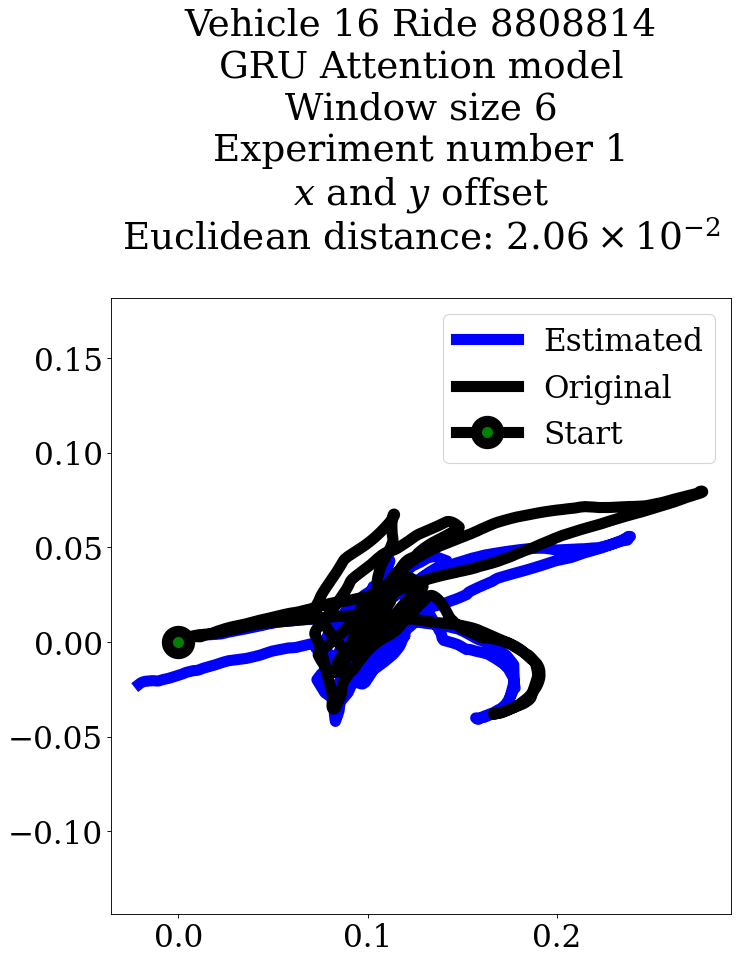 Vehicle 16 Ride 8808814
GRU Attention model
Window size 6
Experiment number 1
x and y offset
Euclidean distance: 2.06 × 10⁻²
Estimated
Original
Start
0.15
0.10
0.05
0.00
−0.05
−0.10
0.0 0.1 0.2